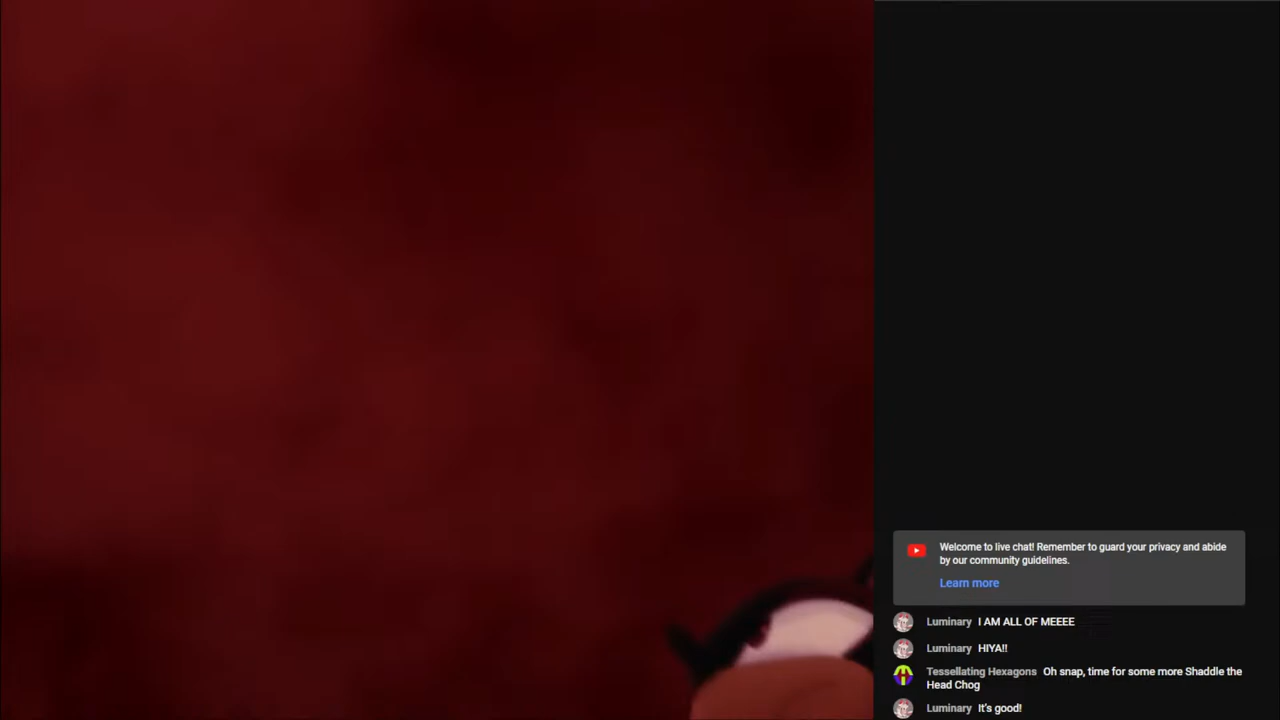 Welcome to live chat! Remember to guard your privacy and abide
by our community guidelines.
Learn more
Luminary I AM ALL OF MEEEE
Luminary HIYA!!
Tessellating Hexagons Oh snap, time for some more Shaddle the
Head Chog
Luminary It's good!